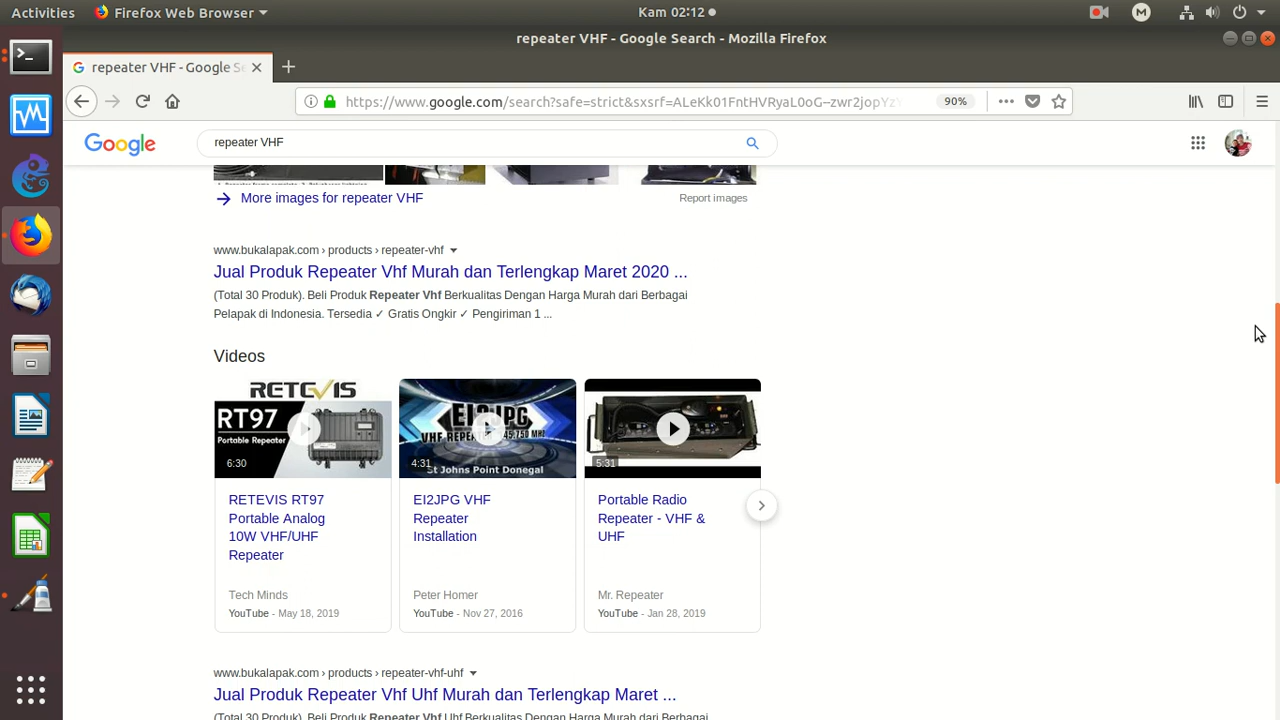 Activities
Firefox Web Browser
Kam 02:12
repeater VHF - Google Search - Mozilla Firefox
repeater VHF - Google Se
https://www.google.com/search?safe=strict&sxsrf=ALeKk01FntHVRyaL0oG--zwr2jopYz
90%
Google
repeater VHF
More images for repeater VHF
Report images
www.bukalapak.com › products › repeater-vhf
Jual Produk Repeater Vhf Murah dan Terlengkap Maret 2020 ...
(Total 30 Produk). Beli Produk Repeater Vhf Berkualitas Dengan Harga Murah dari Berbagai
Pelapak di Indonesia. Tersedia ✓ Gratis Ongkir ✓ Pengiriman 1 ...
Videos
RETEVIS
RT97
Portable Repeater
6:30
EI2JPG
VHF REPEATER 145.750 MHz
4:31
St Johns Point Donegal
5:31
RETEVIS RT97
Portable Analog
10W VHF/UHF
Repeater
Tech Minds
YouTube - May 18, 2019
EI2JPG VHF
Repeater
Installation
Peter Homer
YouTube - Nov 27, 2016
Portable Radio
Repeater - VHF &
UHF
Mr. Repeater
YouTube - Jan 28, 2019
www.bukalapak.com › products › repeater-vhf-uhf
Jual Produk Repeater Vhf Uhf Murah dan Terlengkap Maret ...
(Total 30 Produk). Beli Produk Repeater Vhf Uhf Berkualitas Dengan Harga Murah dari Berbagai